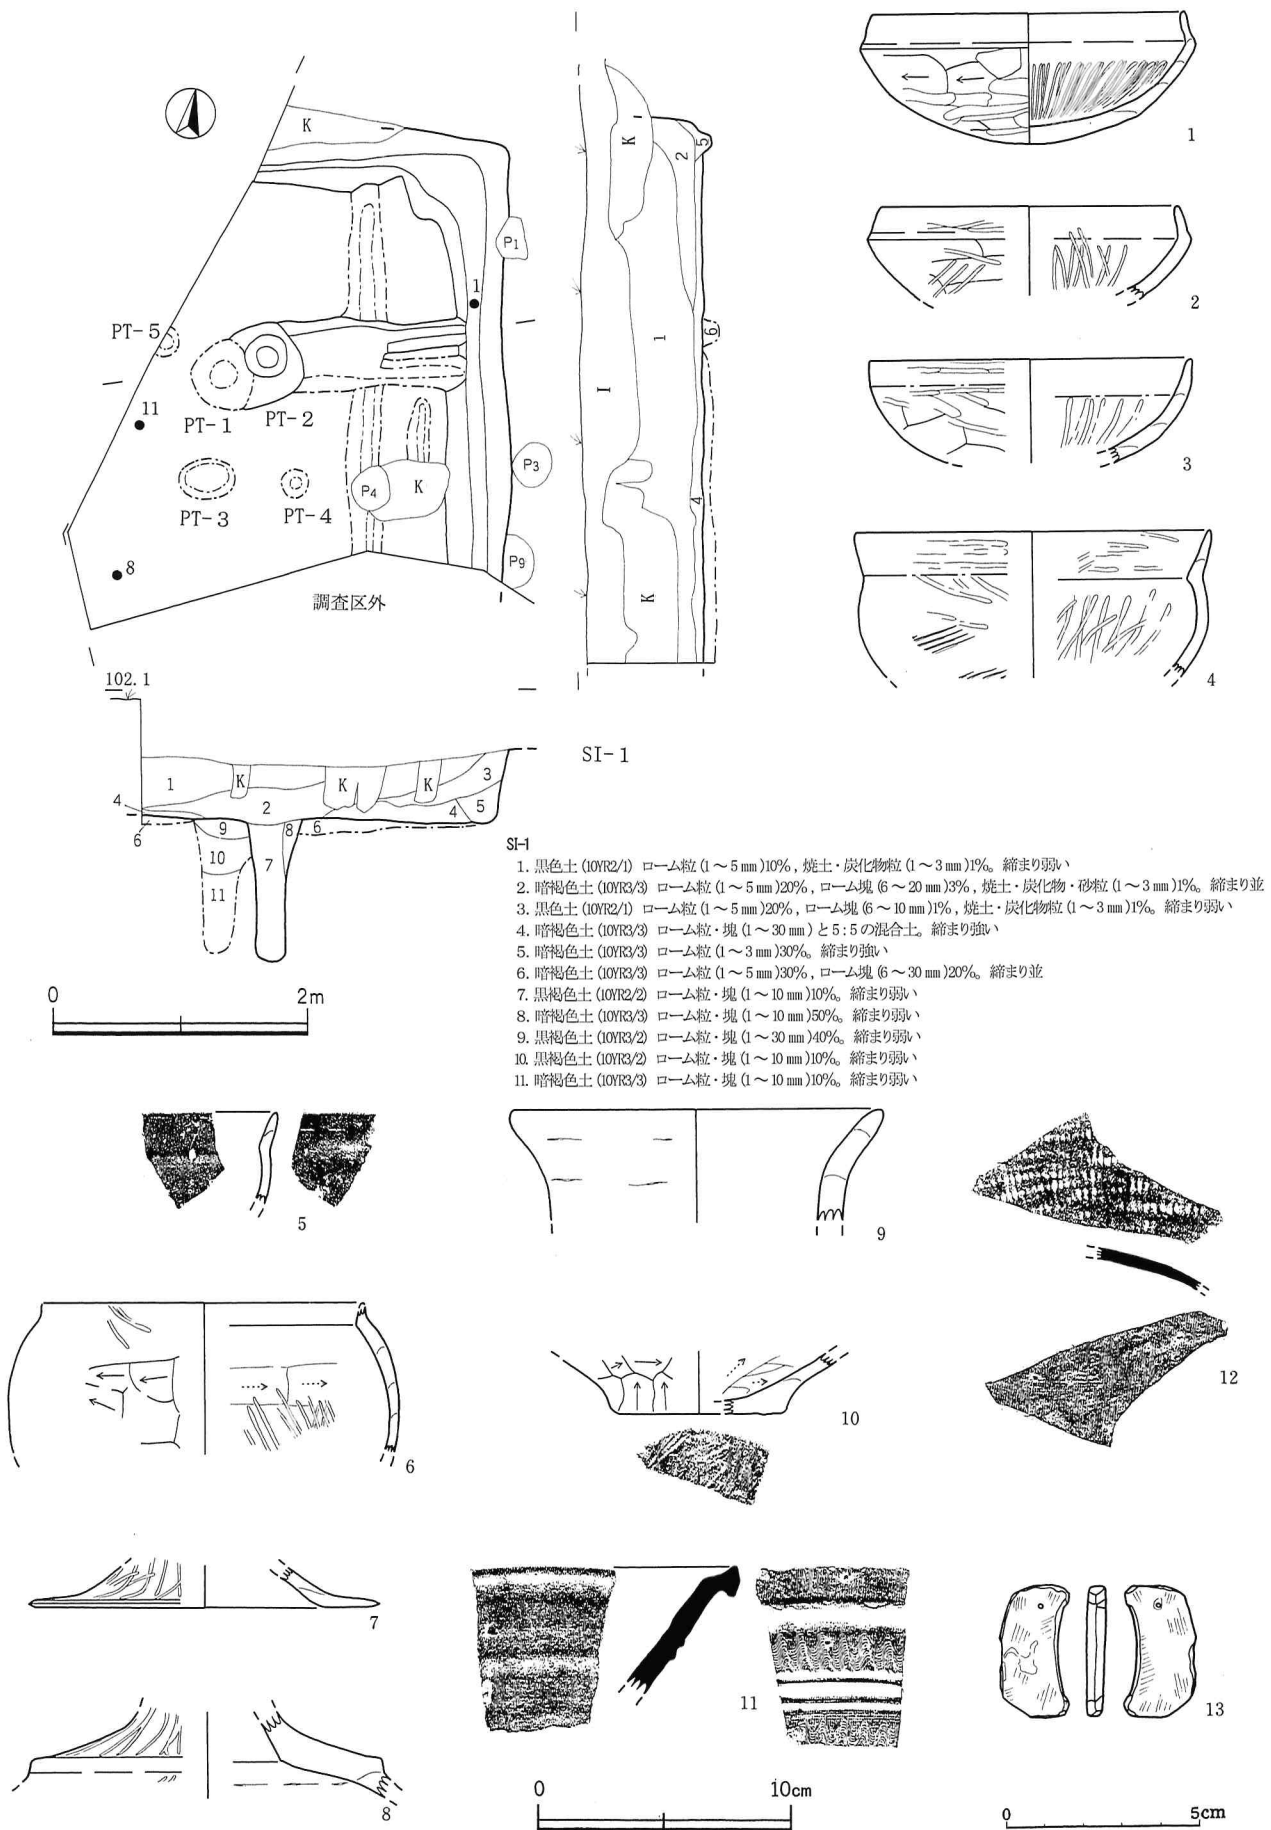 K
K
2
5
1
P1
1
I
6
PT-5
11
PT-1
PT-2
P3
P4
K
4
PT-3
PT-4
P9
8
K
調査区外
1
2
3
4
102.1
SI-1
1
K
K
K
3
4
2
4
5
6
9
8
6
10
7
11
0 2m
SI-1
1. 黒色土 (10YR2/1) ローム粒 (1～5㎜)10%, 焼土・炭化物粒 (1～3㎜)1%。締まり弱い
2. 暗褐色土 (10YR3/3) ローム粒 (1～5㎜)20%, ローム塊 (6～20㎜)3%, 焼土・炭化物・砂粒 (1～3㎜)1%。締まり並
3. 黒色土 (10YR2/1) ローム粒 (1～5㎜)20%, ローム塊 (6～10㎜)1%, 焼土・炭化物粒 (1～3㎜)1%。締まり弱い
4. 暗褐色土 (10YR3/3) ローム粒・塊 (1～30㎜) と5:5の混合土。締まり強い
5. 暗褐色土 (10YR3/3) ローム粒 (1～3㎜)30%。締まり強い
6. 暗褐色土 (10YR3/3) ローム粒 (1～5㎜)30%, ローム塊 (6～30㎜)20%。締まり並
7. 黒褐色土 (10YR2/2) ローム粒・塊 (1～10㎜)10%。締まり弱い
8. 暗褐色土 (10YR3/3) ローム粒・塊 (1～10㎜)50%。締まり弱い
9. 黒褐色土 (10YR3/2) ローム粒・塊 (1～30㎜)40%。締まり弱い
10. 黒褐色土 (10YR3/2) ローム粒・塊 (1～10㎜)10%。締まり弱い
11. 暗褐色土 (10YR3/3) ローム粒・塊 (1～10㎜)10%。締まり弱い
5
9
6
10
12
7
11
13
8
0 10cm
0 5cm